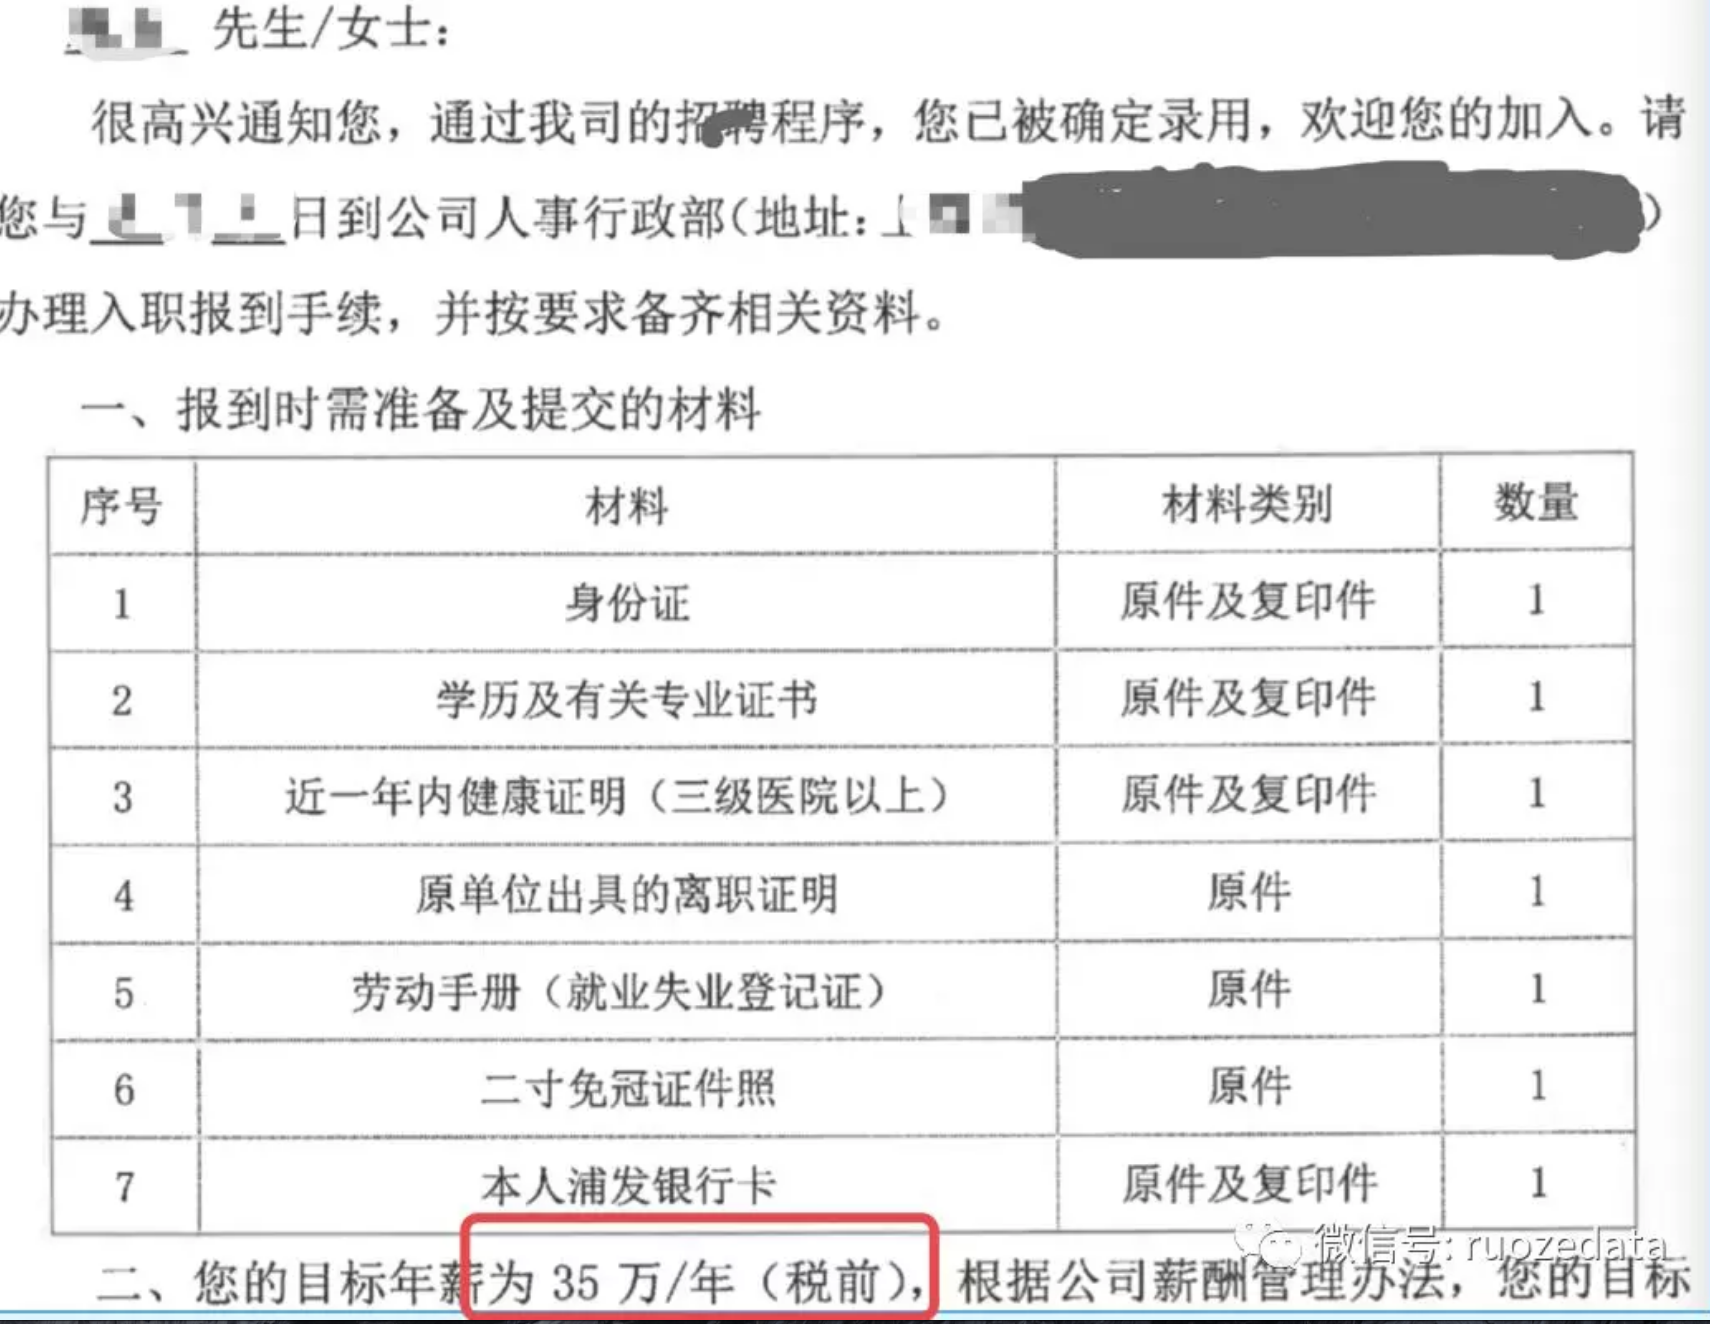 先生/女士：
很高兴通知您，通过我司的招聘程序，您已被确定录用，欢迎您的加入。请
您与 日到公司人事行政部（地址： ）
办理入职报到手续，并按要求备齐相关资料。
一、报到时需准备及提交的材料
序号 材料 材料类别 数量
1 身份证 原件及复印件 1
2 学历及有关专业证书 原件及复印件 1
3 近一年内健康证明（三级医院以上） 原件及复印件 1
4 原单位出具的离职证明 原件 1
5 劳动手册（就业失业登记证） 原件 1
6 二寸免冠证件照 原件 1
7 本人浦发银行卡 原件及复印件 1
微信号: ruozedata
二、您的目标年薪为 35 万/年（税前），根据公司薪酬管理办法，您的目标